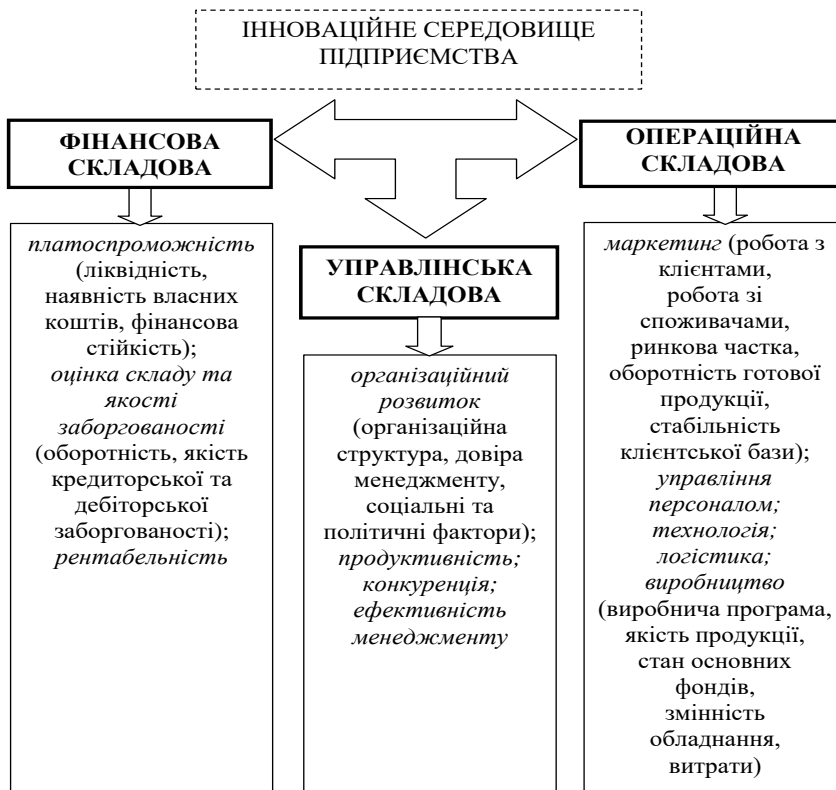 ІННОВАЦІЙНЕ СЕРЕДОВИЩЕ
ПІДПРИЄМСТВА
ФІНАНСОВА
СКЛАДОВА
платоспроможність
(ліквідність,
наявність власних
коштів, фінансова
стійкість);
оцінка складу та
якості
заборгованості
(оборотність, якість
кредиторської та
дебіторської
заборгованості);
рентабельність
УПРАВЛІНСЬКА
СКЛАДОВА
організаційний
розвиток
(організаційна
структура, довіра
менеджменту,
соціальні та
політичні фактори);
продуктивність;
конкуренція;
ефективність
менеджменту
ОПЕРАЦІЙНА
СКЛАДОВА
маркетинг (робота з
клієнтами,
робота зі
споживачами,
ринкова частка,
оборотність готової
продукції,
стабільність
клієнтської бази);
управління
персоналом;
технологія;
логістика;
виробництво
(виробнича програма,
якість продукції,
стан основних
фондів,
змінність
обладнання,
витрати)